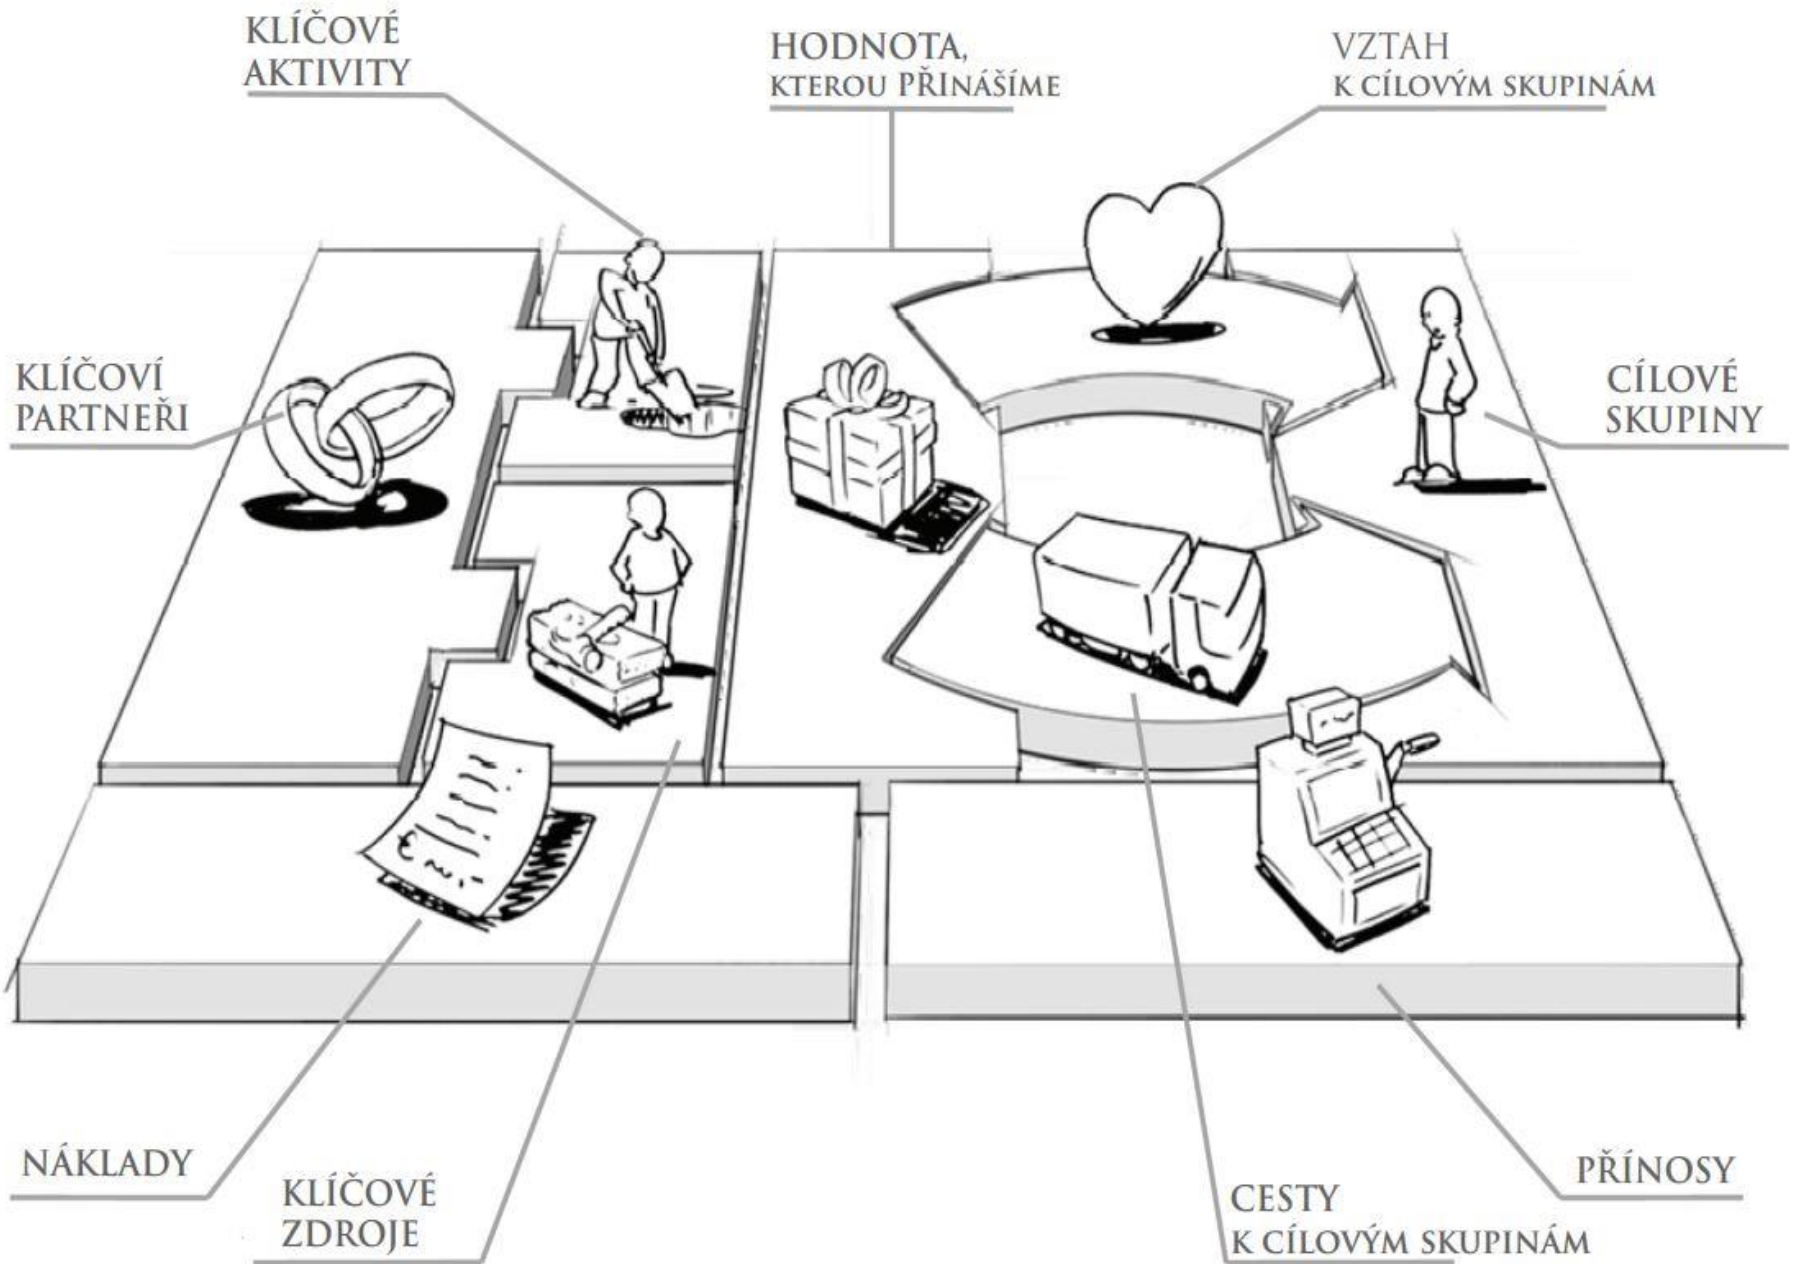 KLÍČOVÉ
AKTIVITY
HODNOTA,
KTEROU PŘINÁŠÍME
VZTAH
K CÍLOVÝM SKUPINÁM
KLÍČOVÍ
PARTNEŘI
CÍLOVÉ
SKUPINY
€
NÁKLADY
KLÍČOVÉ
ZDROJE
CESTY
K CÍLOVÝM SKUPINÁM
PŘÍNOSY